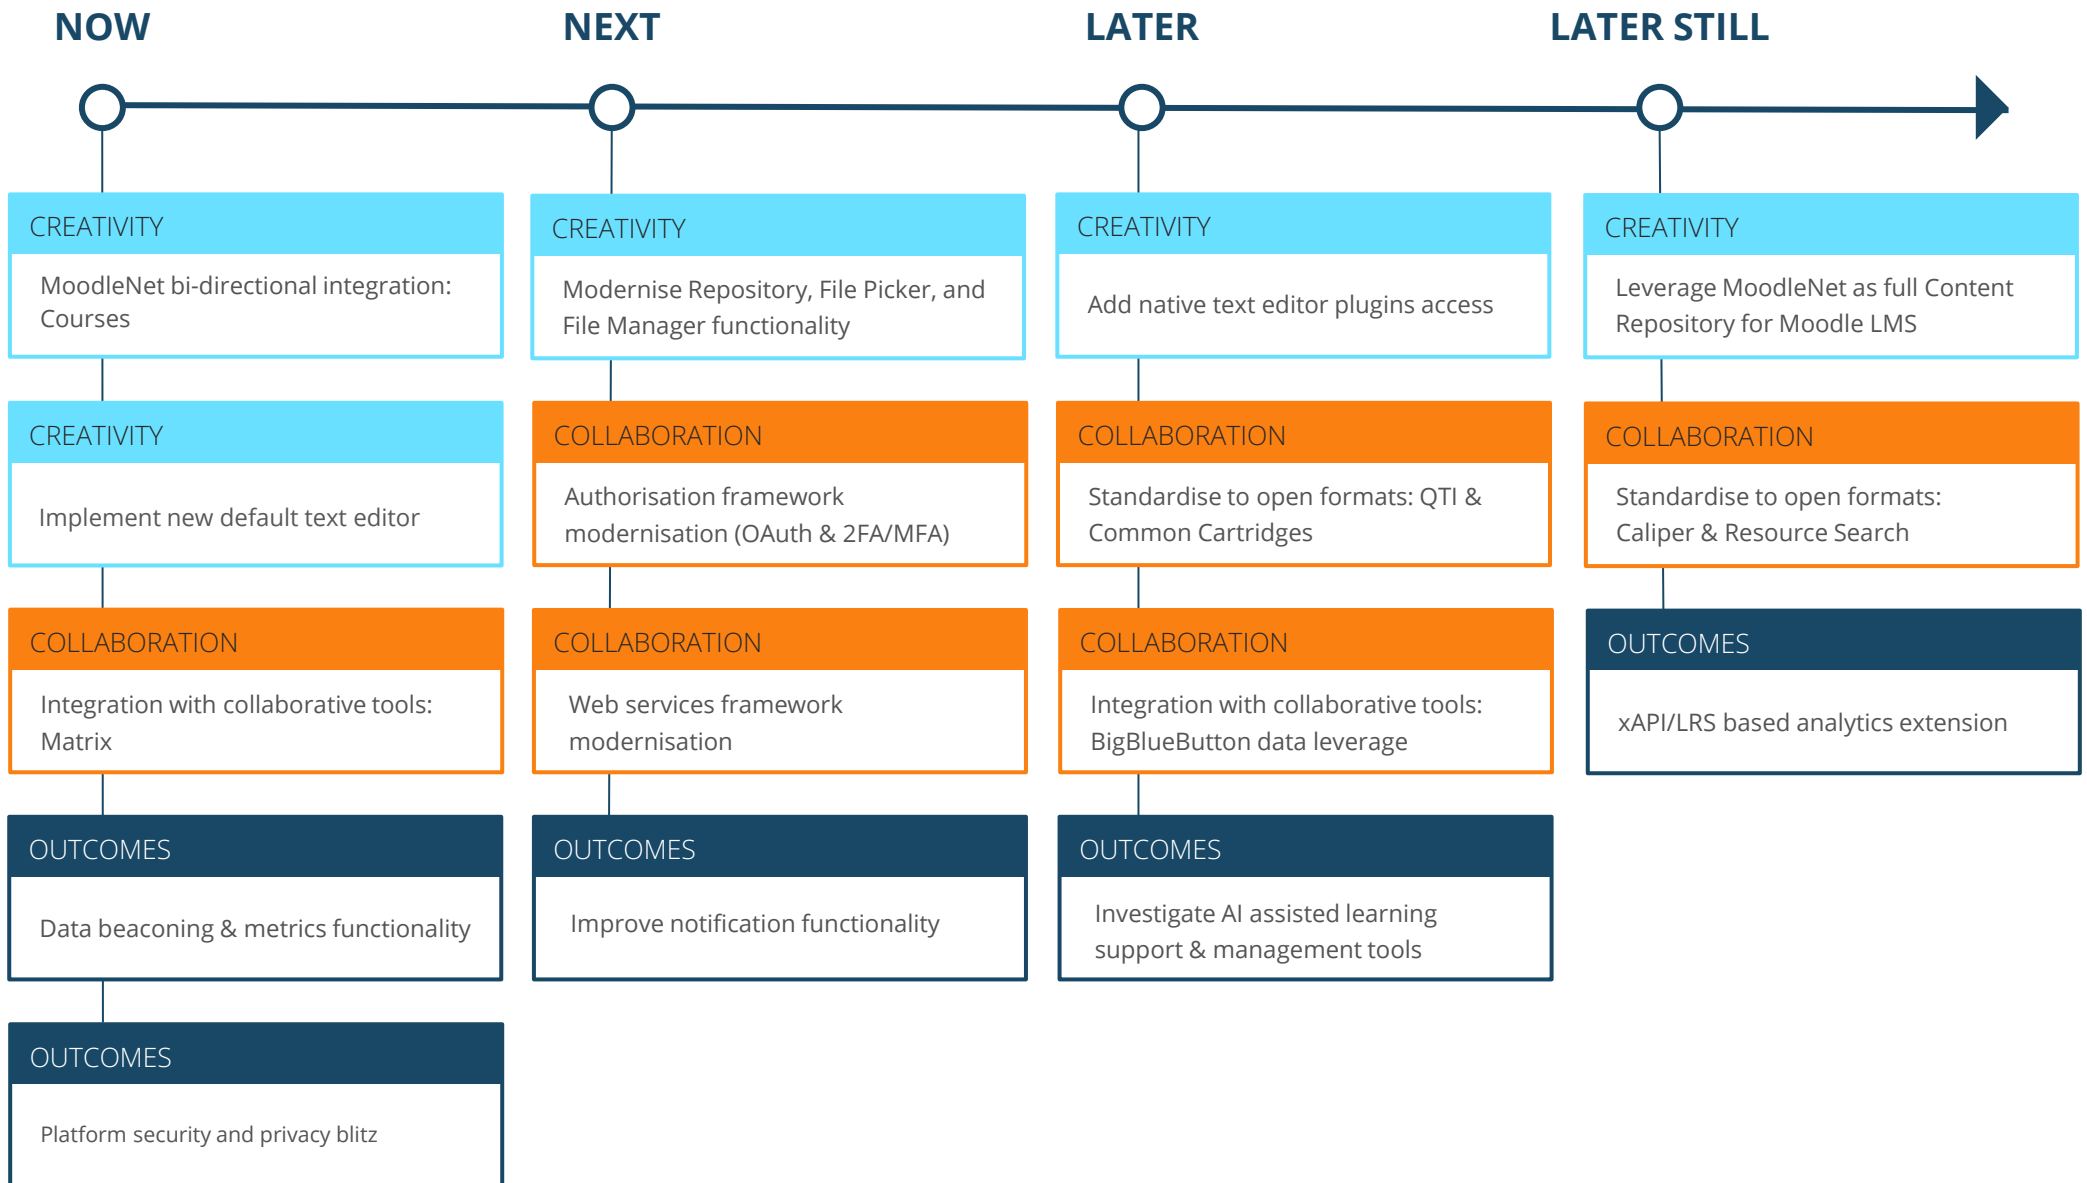 NOW
NEXT
LATER
LATER STILL
CREATIVITY
MoodleNet bi-directional integration:
Courses
CREATIVITY
Implement new default text editor
COLLABORATION
Integration with collaborative tools:
Matrix
OUTCOMES
Data beaconing & metrics functionality
OUTCOMES
Platform security and privacy blitz
CREATIVITY
Modernise Repository, File Picker, and
File Manager functionality
COLLABORATION
Authorisation framework
modernisation (OAuth & 2FA/MFA)
COLLABORATION
Web services framework
modernisation
OUTCOMES
Improve notification functionality
CREATIVITY
Add native text editor plugins access
COLLABORATION
Standardise to open formats: QTI &
Common Cartridges
COLLABORATION
Integration with collaborative tools:
BigBlueButton data leverage
OUTCOMES
Investigate AI assisted learning
support & management tools
CREATIVITY
Leverage MoodleNet as full Content
Repository for Moodle LMS
COLLABORATION
Standardise to open formats:
Caliper & Resource Search
OUTCOMES
xAPI/LRS based analytics extension